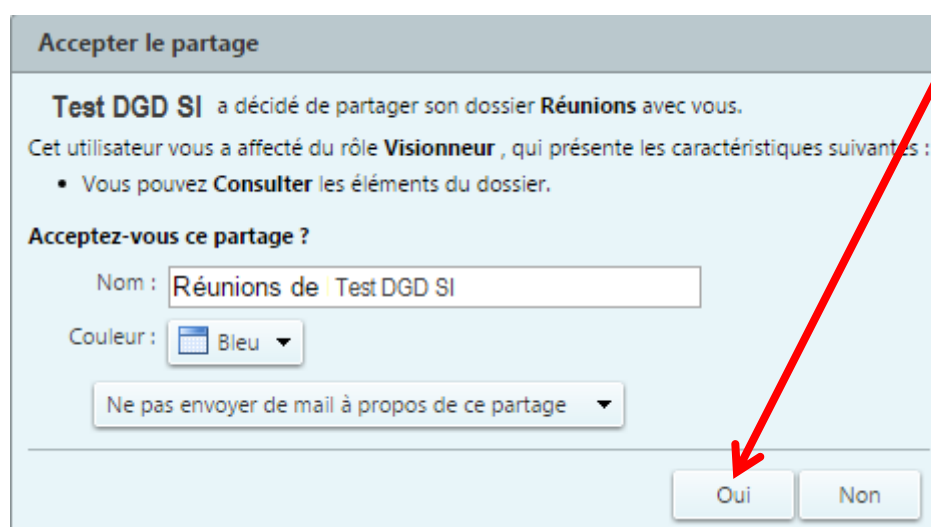 Accepter le partage
Test DGD SI a décidé de partager son dossier Réunions avec vous.
Cet utilisateur vous a affecté du rôle Visionneur , qui présente les caractéristiques suivantes :
• Vous pouvez Consulter les éléments du dossier.
Acceptez-vous ce partage ?
Nom : Réunions de Test DGD SI
Couleur : Bleu
Ne pas envoyer de mail à propos de ce partage
Oui Non